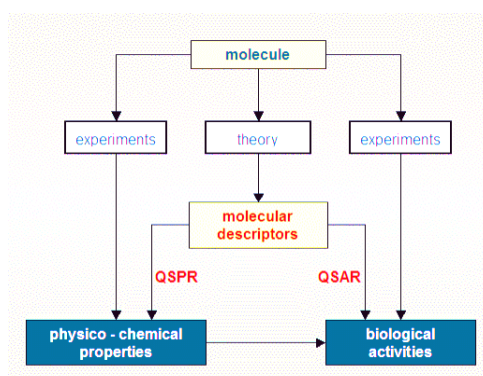 molecule
experiments
theory
experiments
molecular
descriptors
QSPR
QSAR
physico - chemical
properties
biological
activities